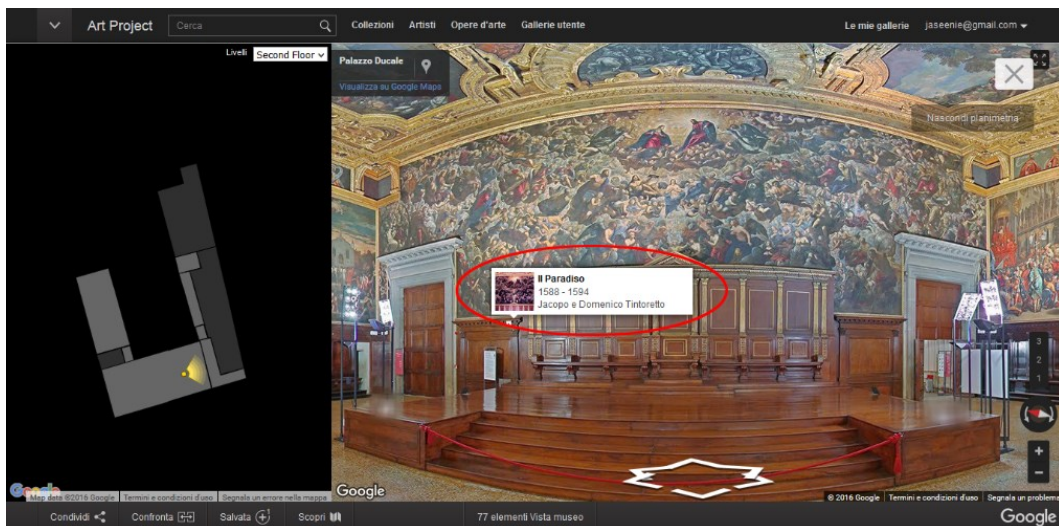 Art Project
Cerca
Collezioni Artisti Opere d'arte Gallerie utente
Le mie gallerie jaseenie@gmail.com
Livelli Second Floor
Palazzo Ducale
Visualizza su Google Maps
Nascondi planimetria
Il Paradiso
1588 - 1594
Jacopo e Domenico Tintoretto
3
2
1
+
−
Google
Map data ©2016 Google Termini e condizioni d'uso Segnala un errore nella mappa
Google
© 2016 Google Termini e condizioni d'uso Segnala un problema
Condividi Confronta Salvata Scopri 77 elementi Vista museo Google